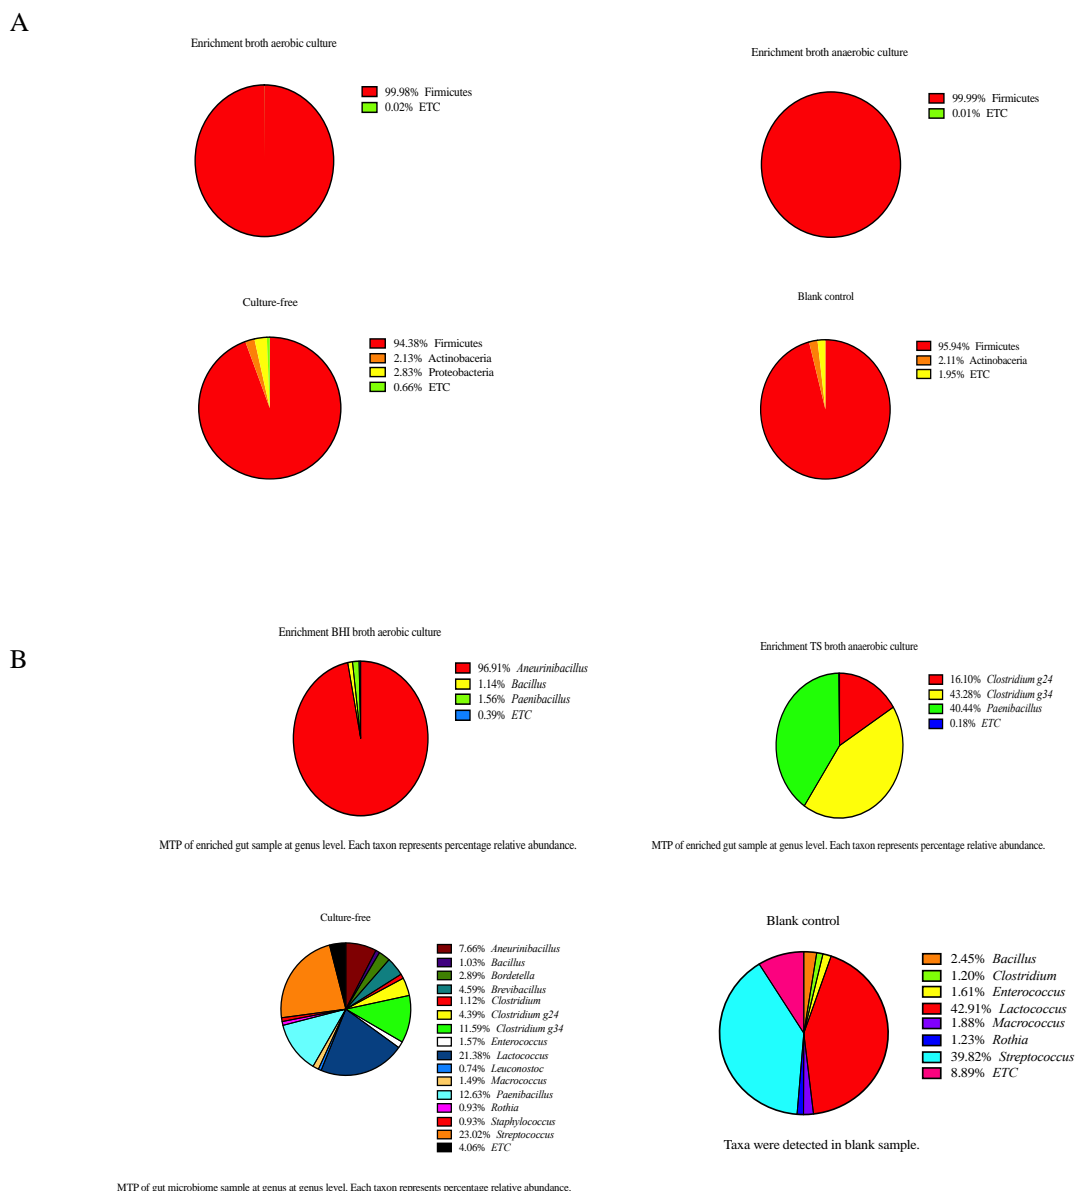 A
Enrichment broth aerobic culture
99.98% Firmicutes
0.02% ETC
Enrichment broth anaerobic culture
99.99% Firmicutes
0.01% ETC
Culture-free
94.38% Firmicutes
2.13% Actinobaceria
2.83% Proteobacteria
0.66% ETC
Blank control
95.94% Firmicutes
2.11% Actinobaceria
1.95% ETC
B
Enrichment BHI broth aerobic culture
96.91% Aneurinibacillus
1.14% Bacillus
1.56% Paenibacillus
0.39% ETC
MTP of enriched gut sample at genus level. Each taxon represents percentage relative abundance.
Enrichment TS broth anaerobic culture
16.10% Clostridium g24
43.28% Clostridium g34
40.44% Paenibacillus
0.18% ETC
MTP of enriched gut sample at genus level. Each taxon represents percentage relative abundance.
Culture-free
7.66% Aneurinibacillus
1.03% Bacillus
2.89% Bordetella
4.59% Brevibacillus
1.12% Clostridium
4.39% Clostridium g24
11.59% Clostridium g34
1.57% Enterococcus
21.38% Lactococcus
0.74% Leuconostoc
1.49% Macrococcus
12.63% Paenibacillus
0.93% Rothia
0.93% Staphylococcus
23.02% Streptococcus
4.06% ETC
MTP of gut microbiome sample at genus at genus level. Each taxon represents percentage relative abundance.
Blank control
2.45% Bacillus
1.20% Clostridium
1.61% Enterococcus
42.91% Lactococcus
1.88% Macrococcus
1.23% Rothia
39.82% Streptococcus
8.89% ETC
Taxa were detected in blank sample.